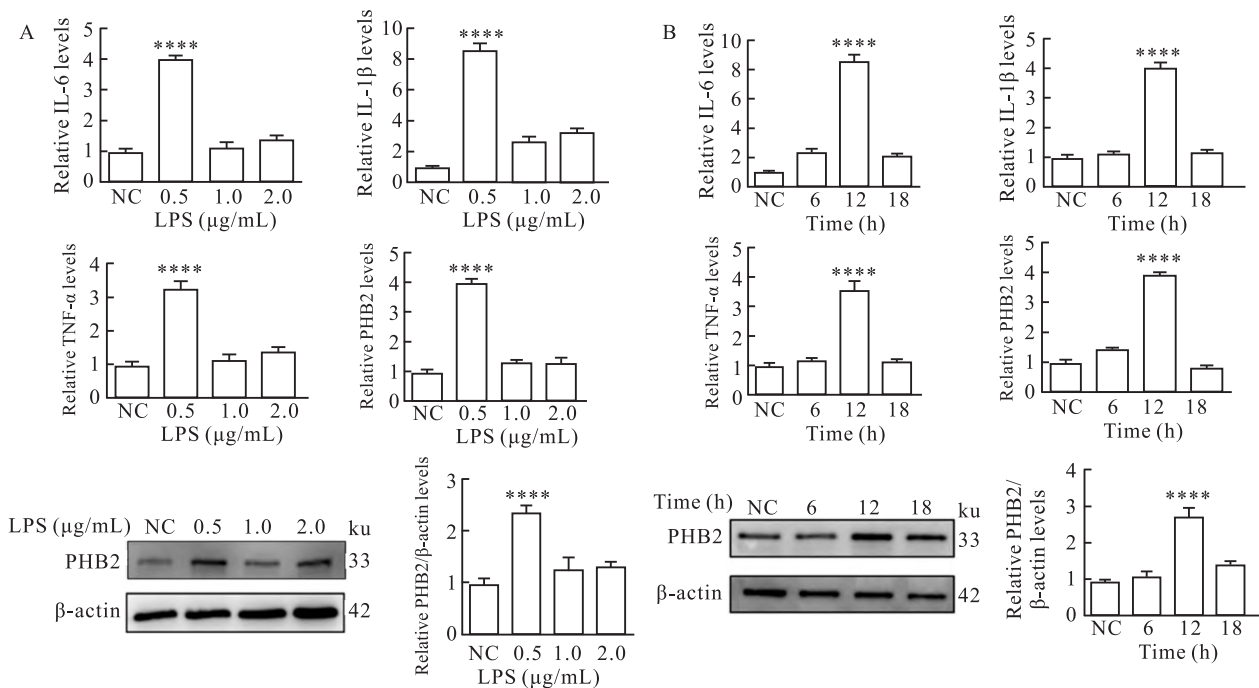 A
Relative IL-6 levels
6
5
4
3
2
1
0
****
NC 0.5 1.0 2.0
LPS (μg/mL)
Relative IL-1β levels
10
8
6
4
2
0
****
NC 0.5 1.0 2.0
LPS (μg/mL)
Relative TNF-α levels
4
3
2
1
0
****
NC 0.5 1.0 2.0
LPS (μg/mL)
Relative PHB2 levels
5
4
3
2
1
0
****
NC 0.5 1.0 2.0
LPS (μg/mL)
LPS (μg/mL) NC 0.5 1.0 2.0 ku
PHB2 33
β-actin 42
Relative PHB2/β-actin levels
3
2
1
0
****
NC 0.5 1.0 2.0
LPS (μg/mL)
B
Relative IL-6 levels
10
8
6
4
2
0
****
NC 6 12 18
Time (h)
Relative IL-1β levels
6
5
4
3
2
1
0
****
NC 6 12 18
Time (h)
Relative TNF-α levels
5
4
3
2
1
0
****
NC 6 12 18
Time (h)
Relative PHB2 levels
5
4
3
2
1
0
****
NC 6 12 18
Time (h)
Time (h) NC 6 12 18 ku
PHB2 33
β-actin 42
Relative PHB2/
β-actin levels
4
3
2
1
0
****
NC 6 12 18
Time (h)